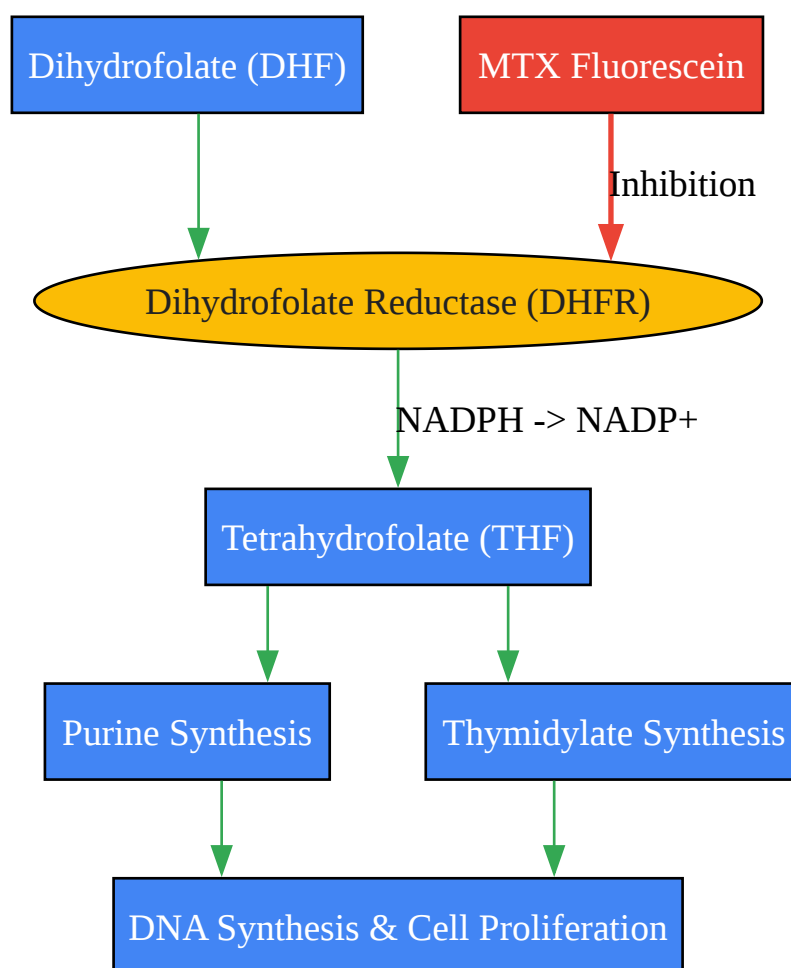 Dihydrofolate (DHF)
MTX Fluorescein
Inhibition
Dihydrofolate Reductase (DHFR)
NADPH -> NADP+
Tetrahydrofolate (THF)
Purine Synthesis
Thymidylate Synthesis
DNA Synthesis & Cell Proliferation